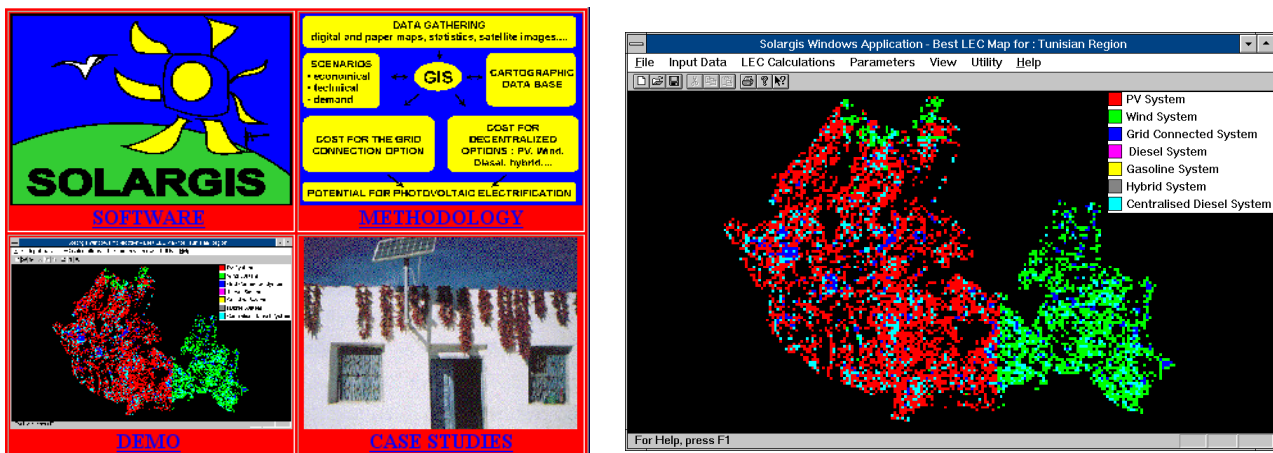 SOLARGIS
SOFTWARE
DATA GATHERING
digital and paper maps, statistics, satellite images....
SCENARIOS
• economical
• technical
• demand
GIS
CARTOGRAPHIC
DATA BASE
COST FOR THE GRID
CONNECTION OPTION
COST FOR
DECENTRALIZED
OPTIONS : PV. Wind.
Diesel. hybrid....
POTENTIAL FOR PHOTOVOLTAIC ELECTRIFICATION
METHODOLOGY
DEMO
CASE STUDIES
Solargis Windows Application - Best LEC Map for : Tunisian Region
File Input Data LEC Calculations Parameters View Utility Help
PV System
Wind System
Grid Connected System
Diesel System
Gasoline System
Hybrid System
Centralised Diesel System
For Help, press F1